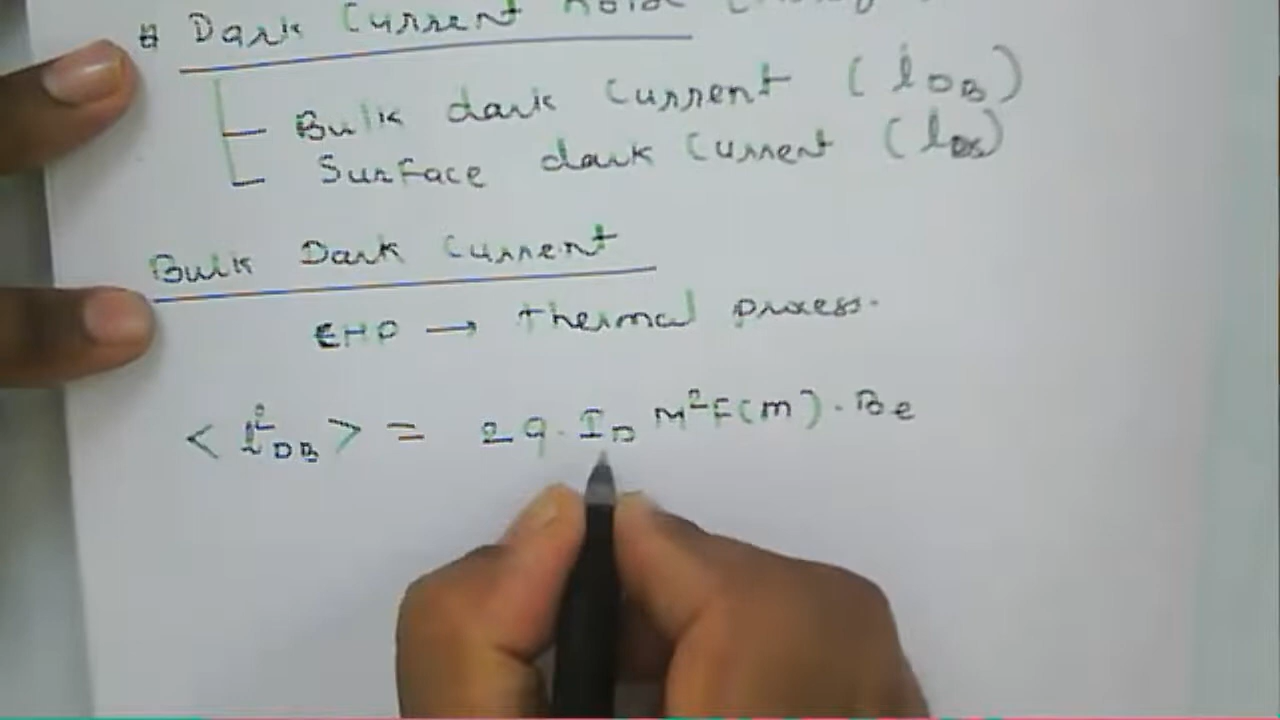 # Dark Current
Bulk dark Current (iDB)
Surface dark Current (iDS)
Bulk Dark Current
EHP → thermal process.
< i²DB > = 2q. ID M²F(m). Be